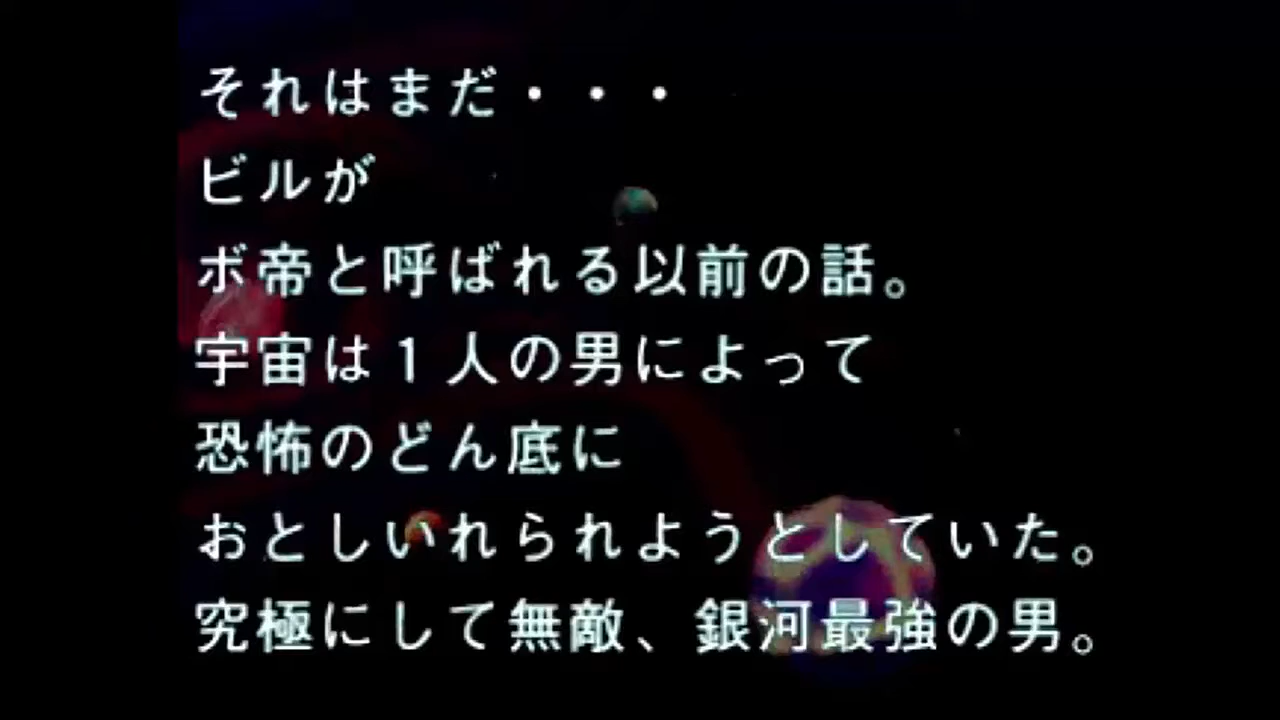 それはまだ・・・
ビルが
ボ帝と呼ばれる以前の話。
宇宙は１人の男によって
恐怖のどん底に
おとしいれられようとしていた。
究極にして無敵、銀河最強の男。